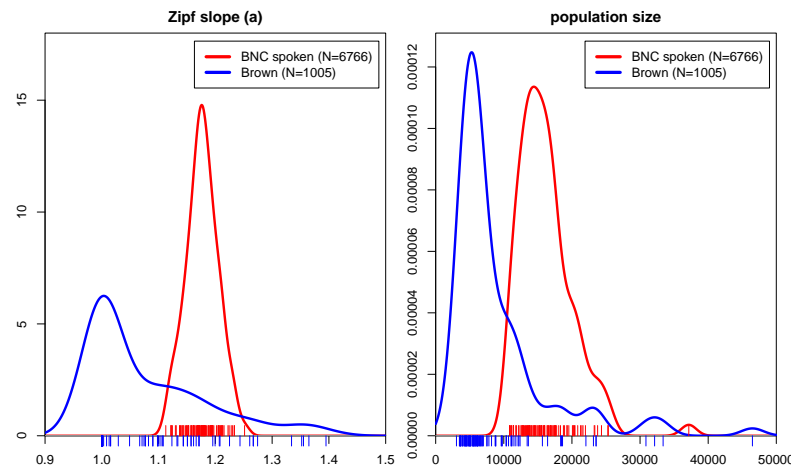 Zipf slope (a)
BNC spoken (N=6766)
Brown (N=1005)
15
10
5
0
0.9 1.0 1.1 1.2 1.3 1.4 1.5
population size
BNC spoken (N=6766)
Brown (N=1005)
0.00012
0.00010
0.00008
0.00006
0.00004
0.00002
0.00000
0 10000 20000 30000 40000 50000